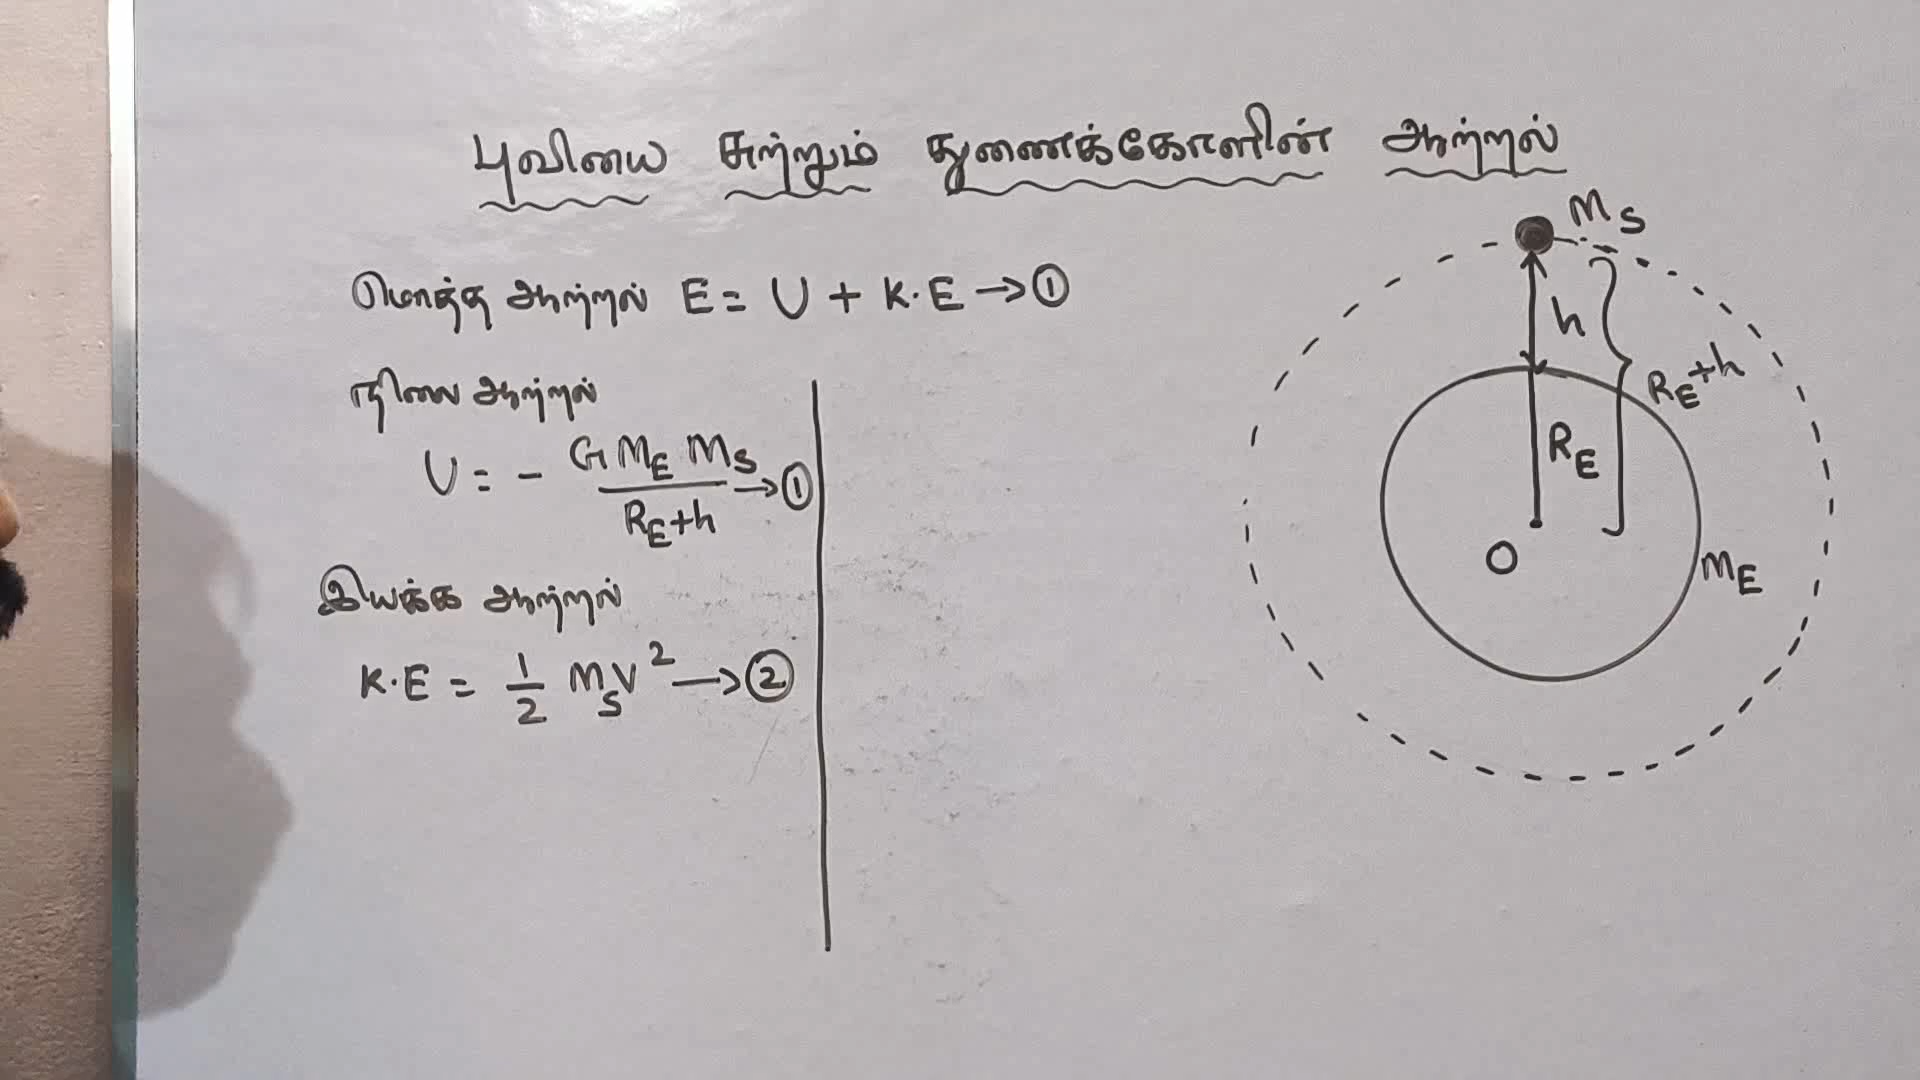 புவியை சுற்றும் துணைக்கோளின் ஆற்றல்
மொத்த ஆற்றல் E = U + K.E → ①
நிலை ஆற்றல்
U = - G M_E M_S / R_E+h → ①
இயக்க ஆற்றல்
K.E = 1/2 M_S V² → ②
M_S
h
R_E+h
R_E
O
M_E